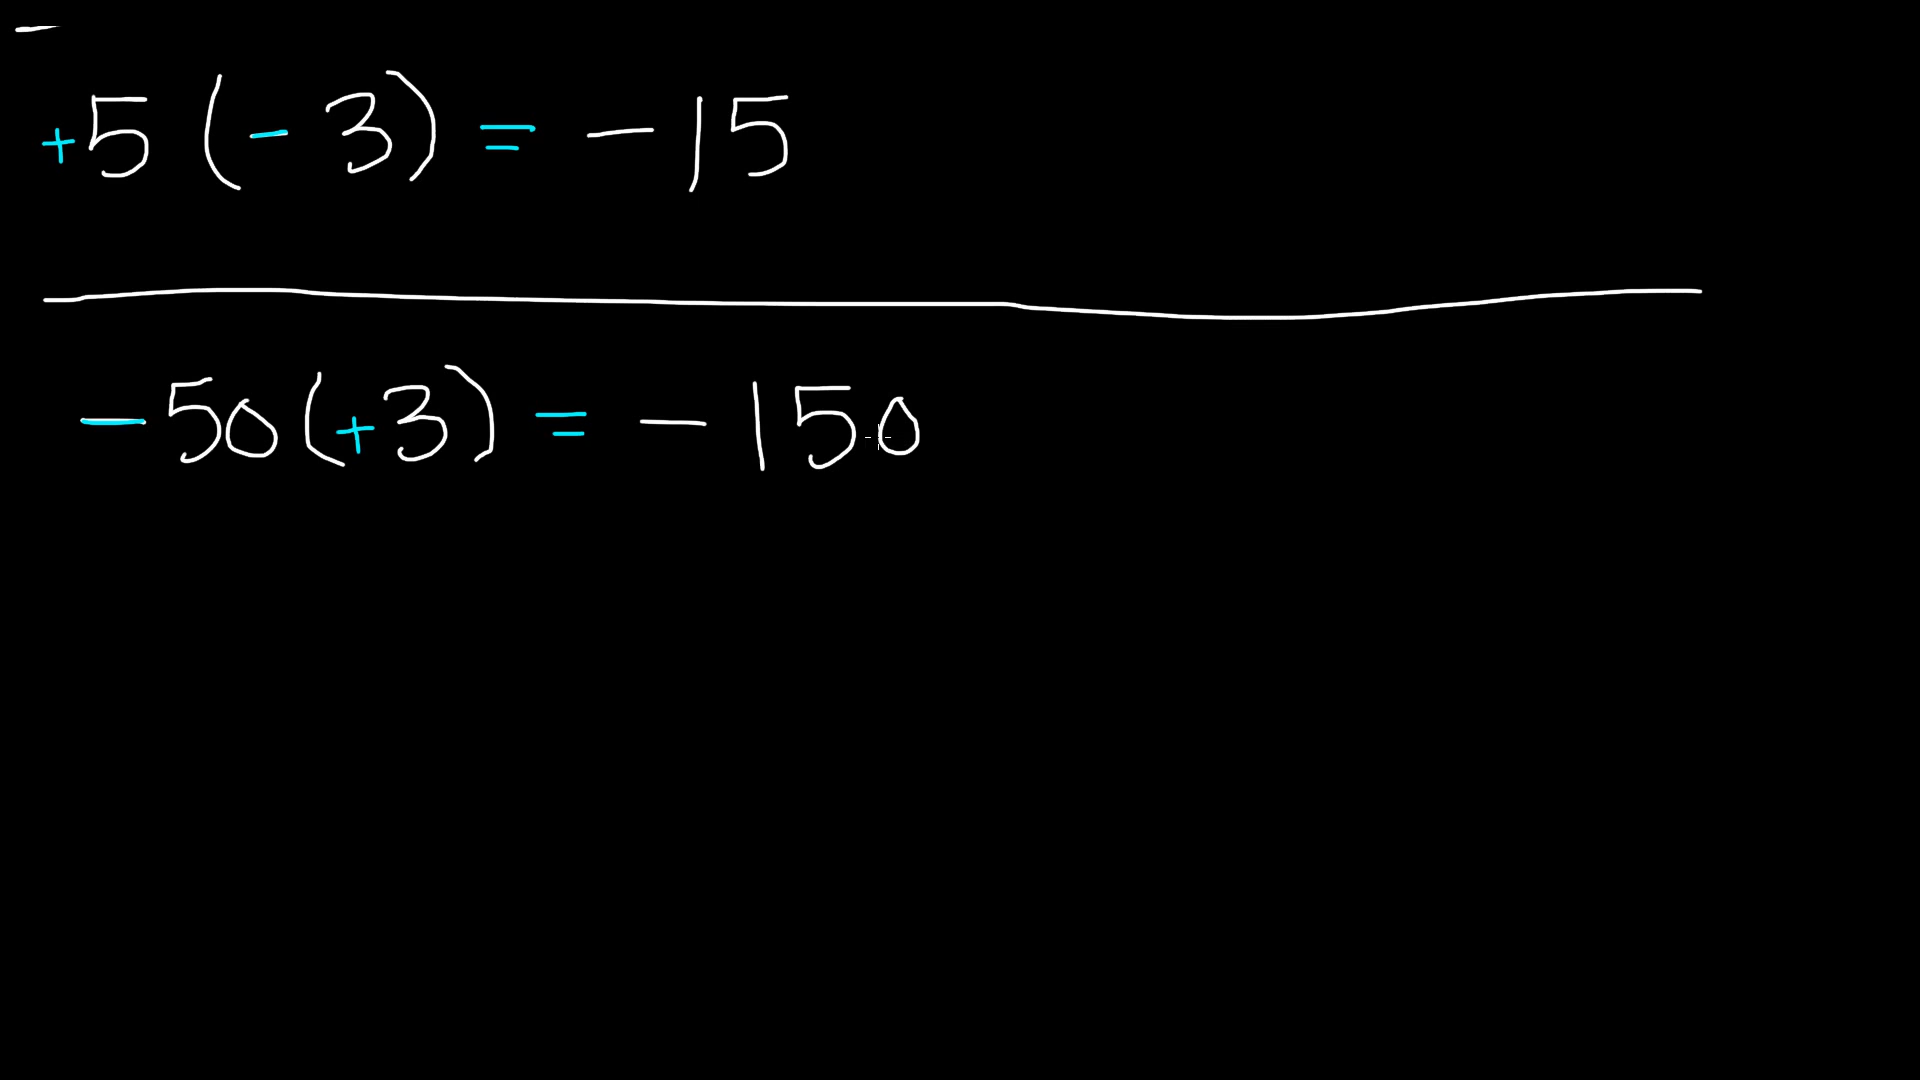 +5(-3) = -15
-50(+3) = -150